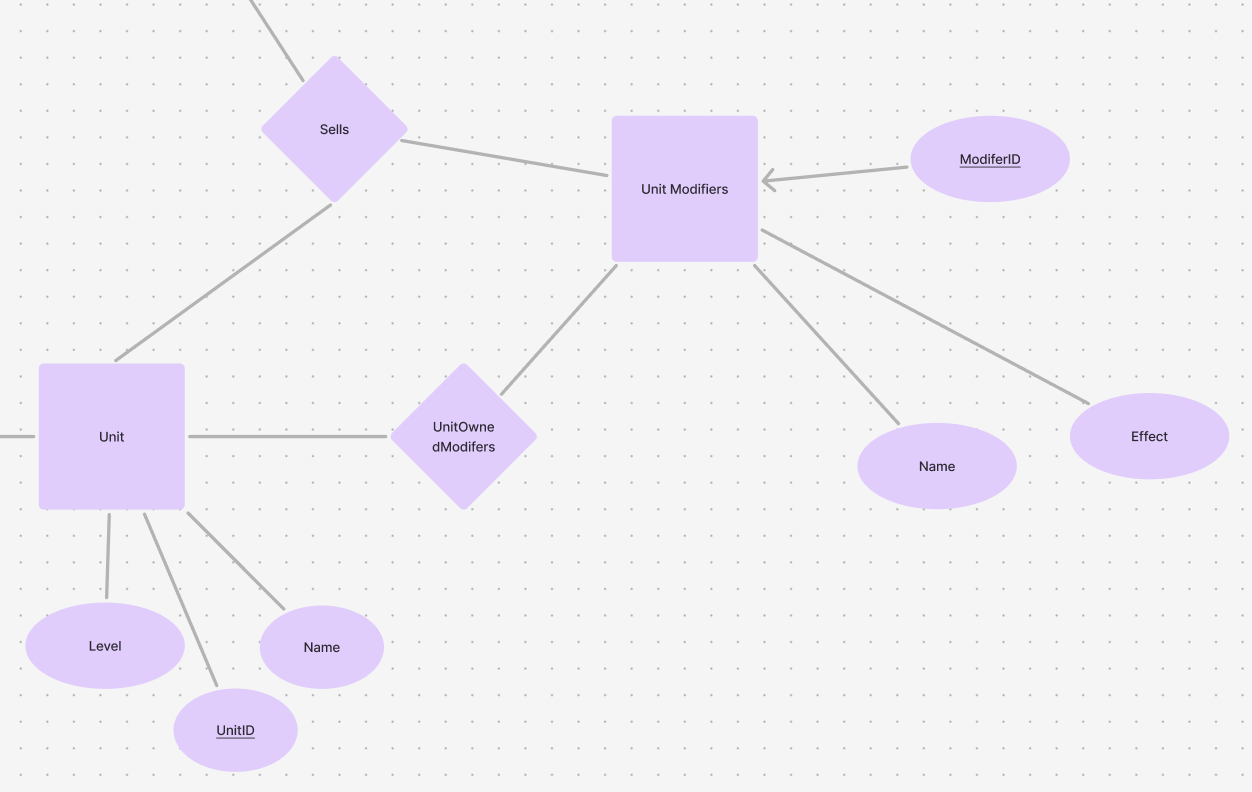 Sells
ModiferID
Unit Modifiers
UnitOwne
dModifers
Unit
Effect
Name
Level
Name
UnitID